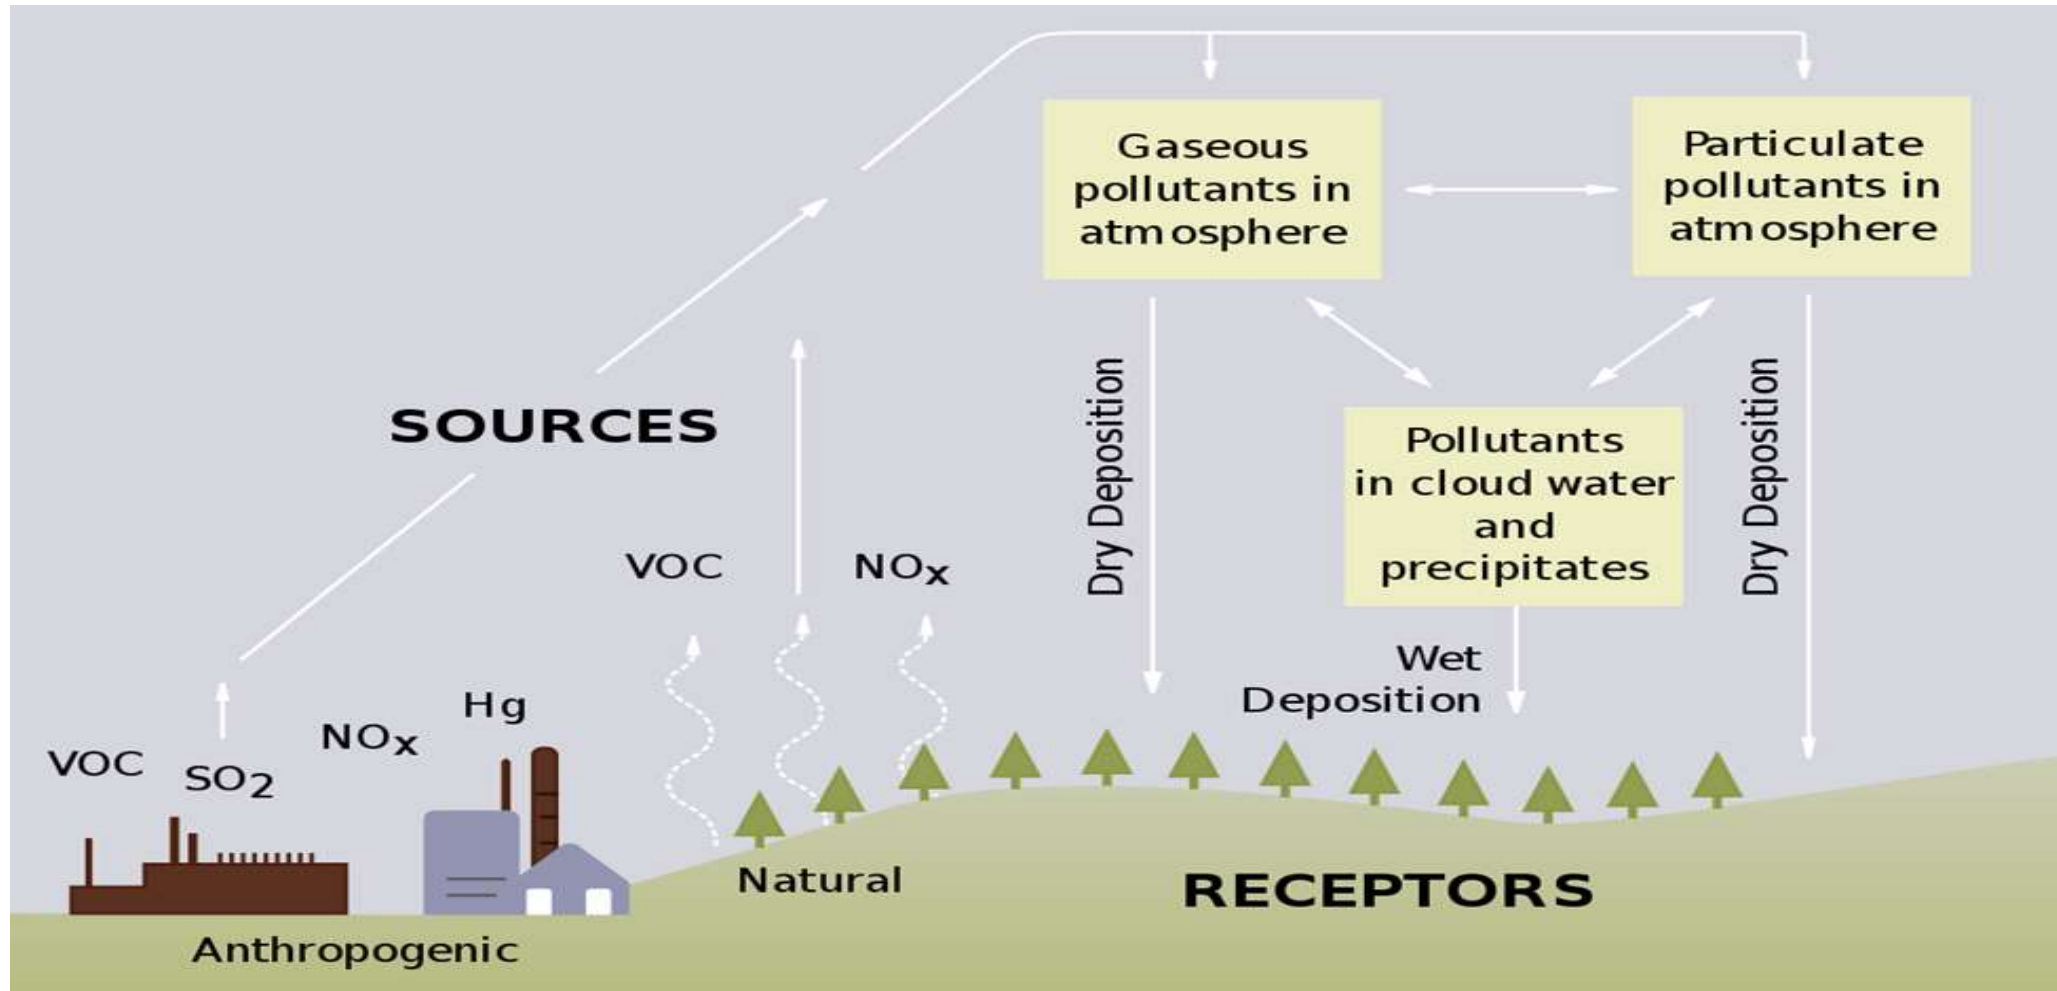 Gaseous
pollutants in
atmosphere
Particulate
pollutants in
atmosphere
SOURCES
Dry Deposition
Pollutants
in cloud water
and
precipitates
Dry Deposition
VOC
NOx
Wet
Deposition
Hg
NOx
VOC
SO2
Natural
RECEPTORS
Anthropogenic